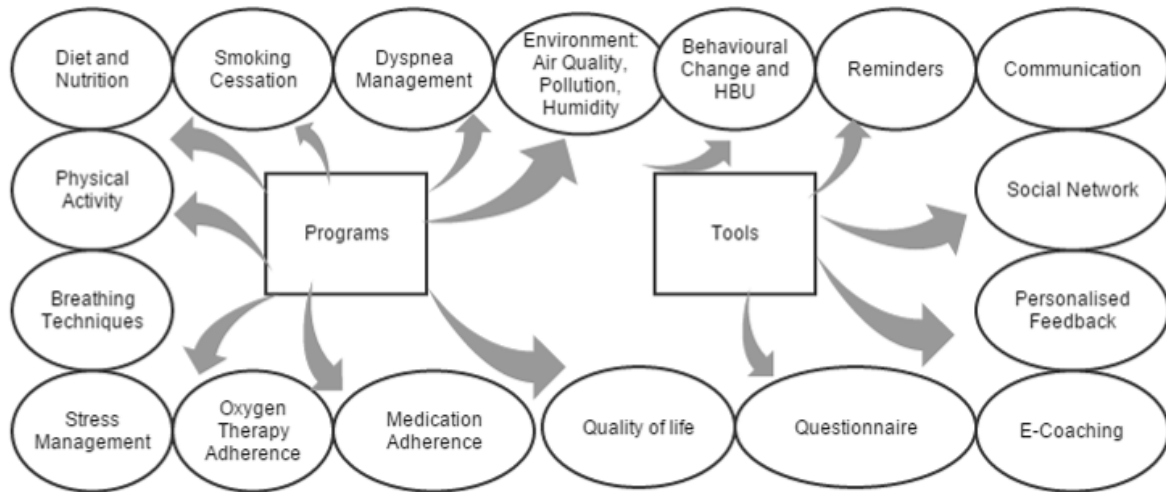 Diet and
Nutrition
Smoking
Cessation
Dyspnea
Management
Environment:
Air Quality,
Pollution,
Humidity
Behavioural
Change and
HBU
Reminders
Communication
Physical
Activity
Programs
Tools
Social Network
Breathing
Techniques
Personalised
Feedback
Stress
Management
Oxygen
Therapy
Adherence
Medication
Adherence
Quality of life
Questionnaire
E-Coaching